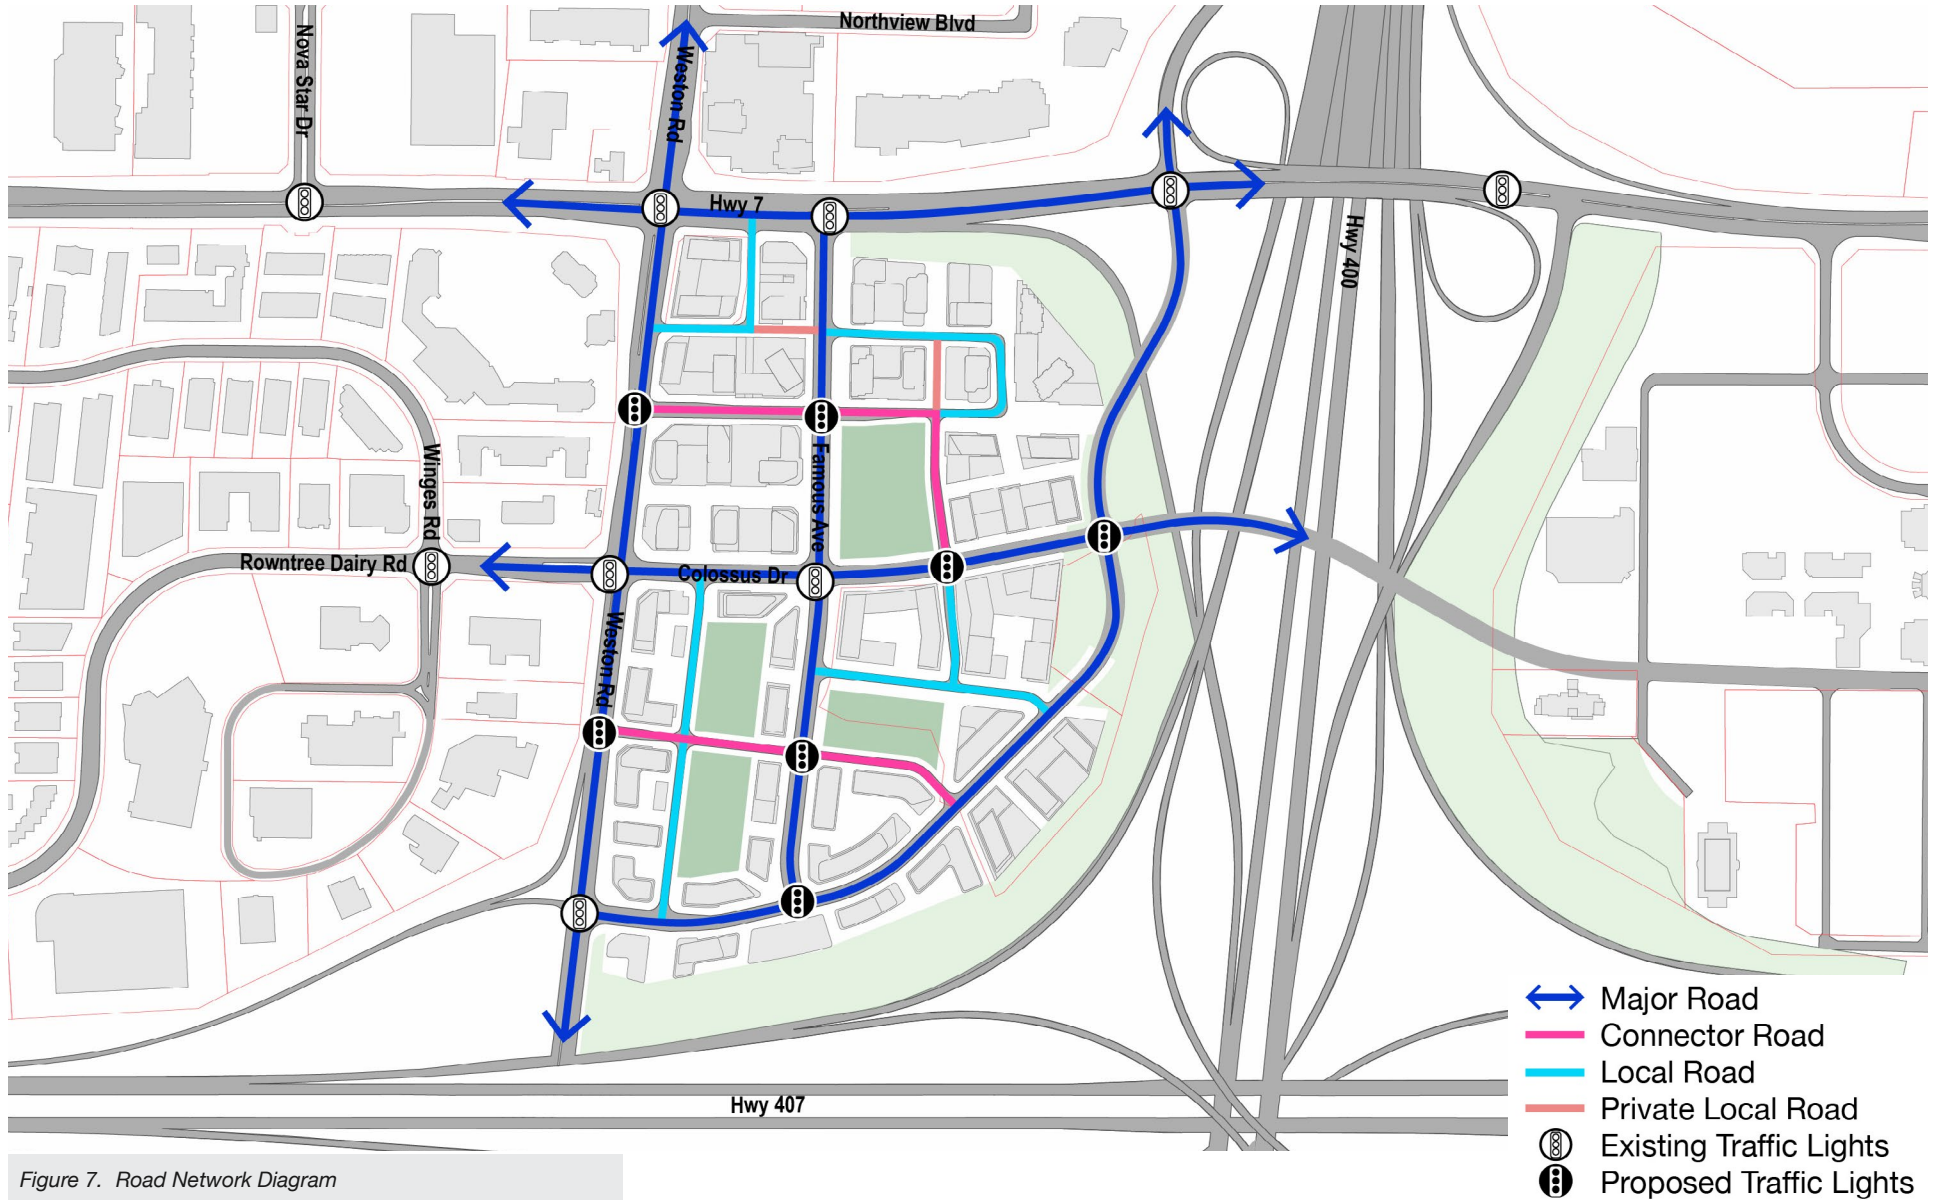 Northview Blvd
Nova Star Dr
Weston Rd
Hwy 7
Hwy 400
Famous Ave
Winges Rd
Rowntree Dairy Rd
Colossus Dr
Weston Rd
Hwy 407
Major Road
Connector Road
Local Road
Private Local Road
Existing Traffic Lights
Proposed Traffic Lights
Figure 7. Road Network Diagram